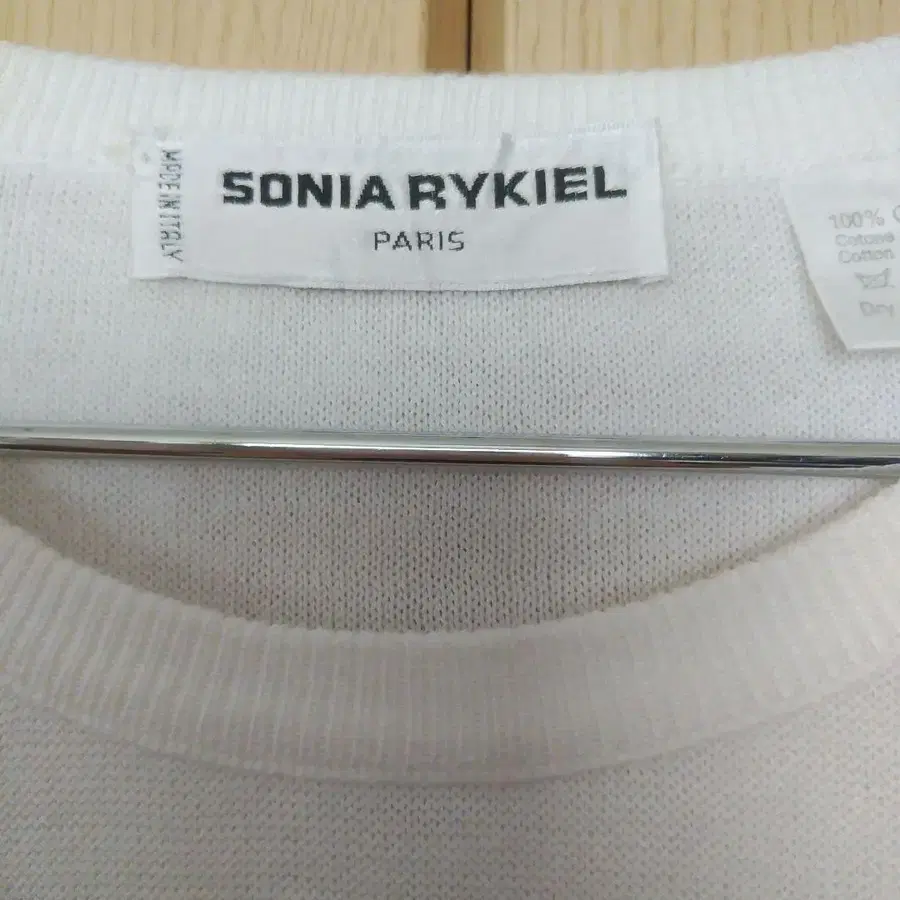 MADE IN ITALY
SONIA RYKIEL
PARIS
100%
Cotone
Cotton
Dry